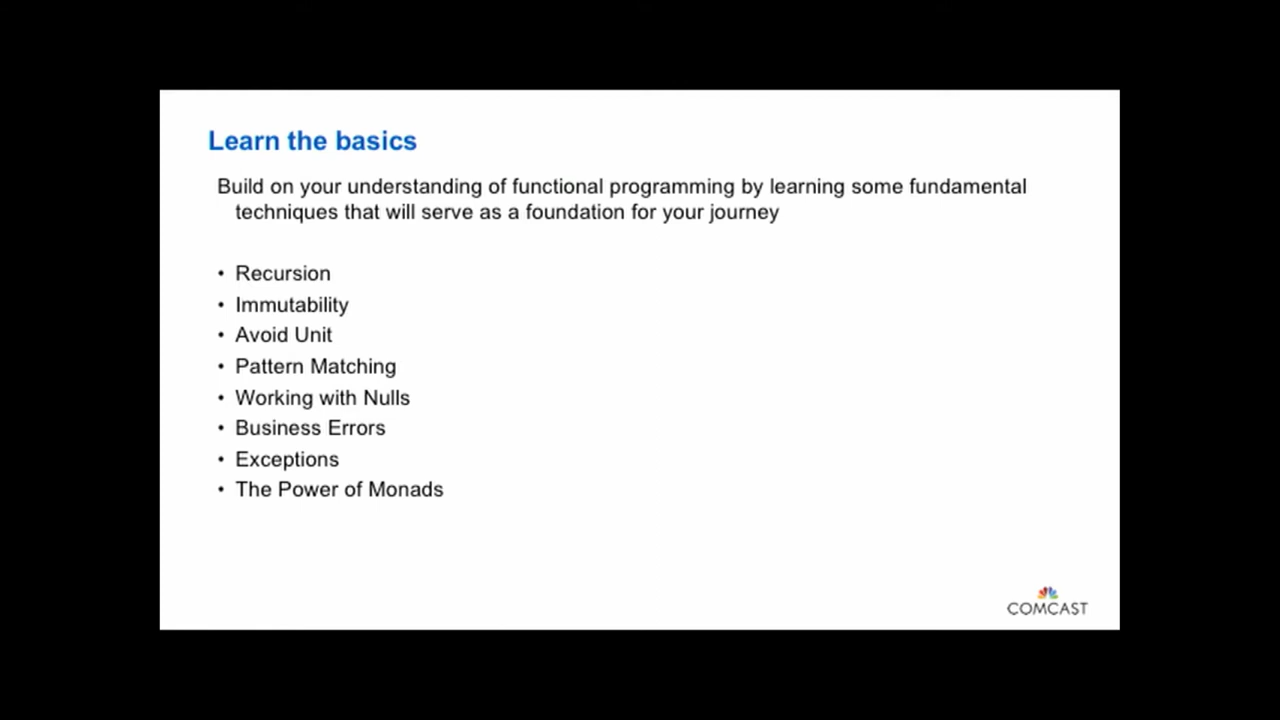 Learn the basics
Build on your understanding of functional programming by learning some fundamental
techniques that will serve as a foundation for your journey
• Recursion
• Immutability
• Avoid Unit
• Pattern Matching
• Working with Nulls
• Business Errors
• Exceptions
• The Power of Monads
COMCAST